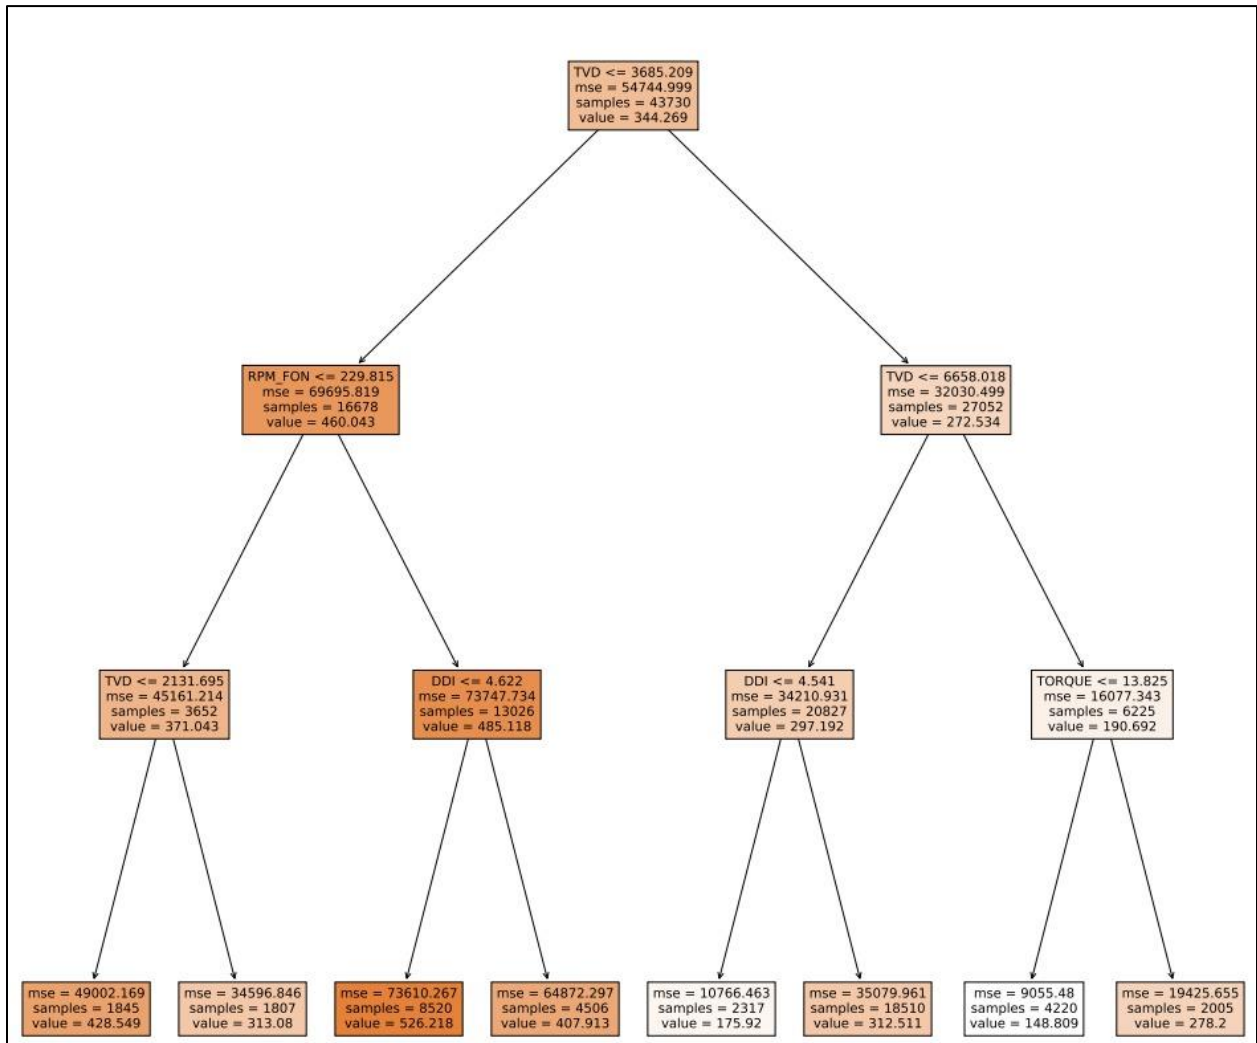 TVD <= 3685.209
mse = 54744.999
samples = 43730
value = 344.269
RPM_FON <= 229.815
mse = 69695.819
samples = 16678
value = 460.043
TVD <= 6658.018
mse = 32030.499
samples = 27052
value = 272.534
TVD <= 2131.695
mse = 45161.214
samples = 3652
value = 371.043
DDI <= 4.622
mse = 73747.734
samples = 13026
value = 485.118
DDI <= 4.541
mse = 34210.931
samples = 20827
value = 297.192
TORQUE <= 13.825
mse = 16077.343
samples = 6225
value = 190.692
mse = 49002.169
samples = 1845
value = 428.549
mse = 34596.846
samples = 1807
value = 313.08
mse = 73610.267
samples = 8520
value = 526.218
mse = 64872.297
samples = 4506
value = 407.913
mse = 10766.463
samples = 2317
value = 175.92
mse = 35079.961
samples = 18510
value = 312.511
mse = 9055.48
samples = 4220
value = 148.809
mse = 19425.655
samples = 2005
value = 278.2